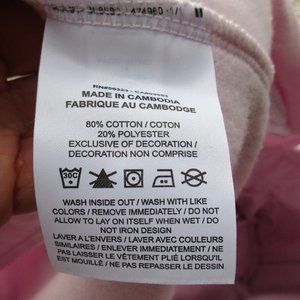 MADE IN CAMBODIA
FABRIQUE AU CAMBODGE
80% COTTON / COTON
20% POLYESTER
EXCLUSIVE OF DECORATION /
DECORATION NON COMPRISE
30C
WASH INSIDE OUT / WASH WITH LIKE
COLORS / REMOVE IMMEDIATELY / DO NOT
ALLOW TO LAY ON ITSELF WHEN WET / DO
NOT IRON DESIGN
LAVER A L'ENVERS / LAVER AVEC COULEURS
SIMILAIRES / ENLEVER IMMEDIATEMENT / NE
PAS LAISSER LE VÊTEMENT PLIÉ LORSQU'IL
EST MOUILLÉ / NE PAS REPASSER LE DESSIN